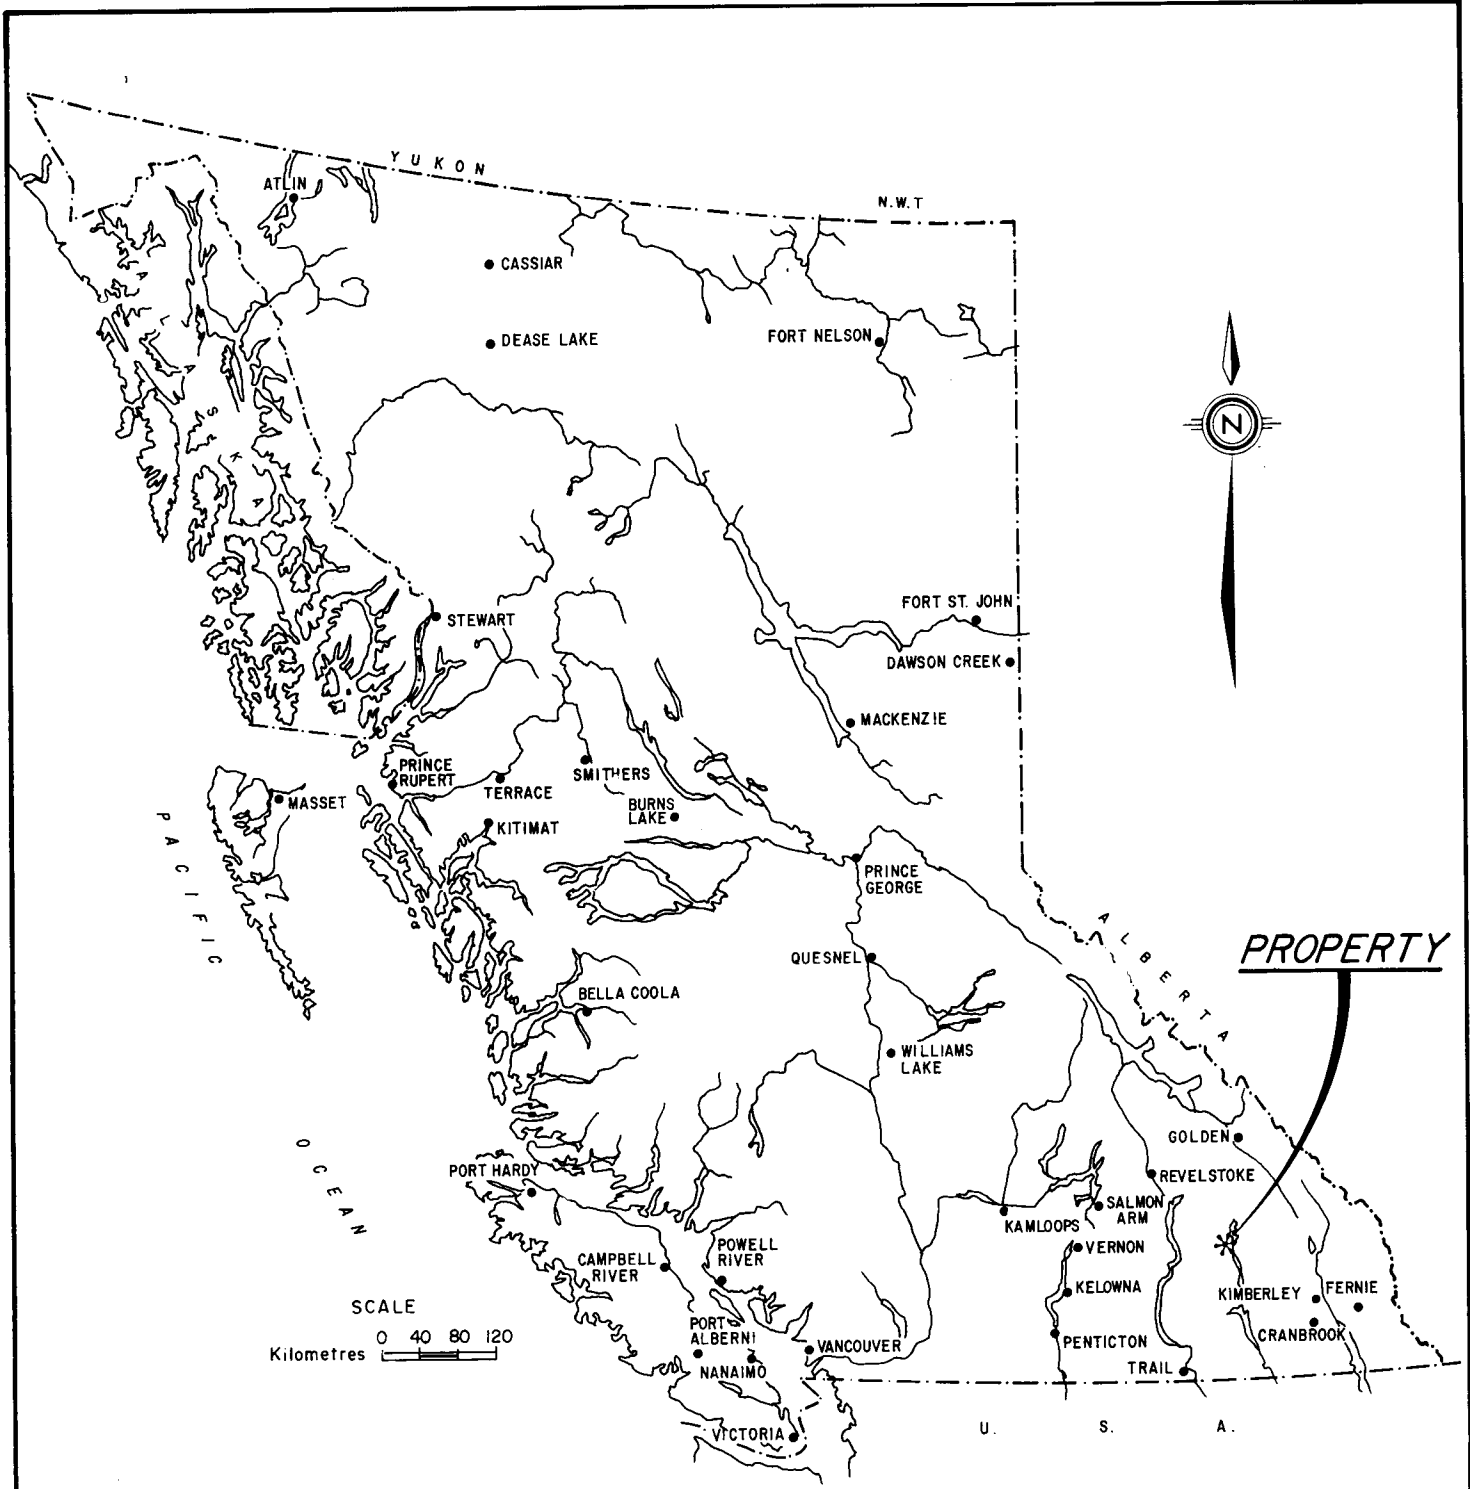 YUKON
N.W.T
ATLIN
CASSIAR
DEASE LAKE
FORT NELSON
ALASKA
N
STEWART
FORT ST. JOHN
DAWSON CREEK
MACKENZIE
PRINCE
RUPERT
TERRACE
SMITHERS
MASSET
BURNS
LAKE
KITIMAT
PACIFIC
PRINCE
GEORGE
ALBERTA
PROPERTY
QUESNEL
BELLA COOLA
WILLIAMS
LAKE
OCEAN
GOLDEN
PORT HARDY
REVELSTOKE
SALMON
ARM
KAMLOOPS
POWELL
RIVER
VERNON
CAMPBELL
RIVER
KELOWNA
KIMBERLEY
FERNIE
SCALE
0 40 80 120
Kilometres
PORT
ALBERNI
CRANBROOK
PENTICTON
VANCOUVER
NANAIMO
TRAIL
VICTORIA
U. S. A.